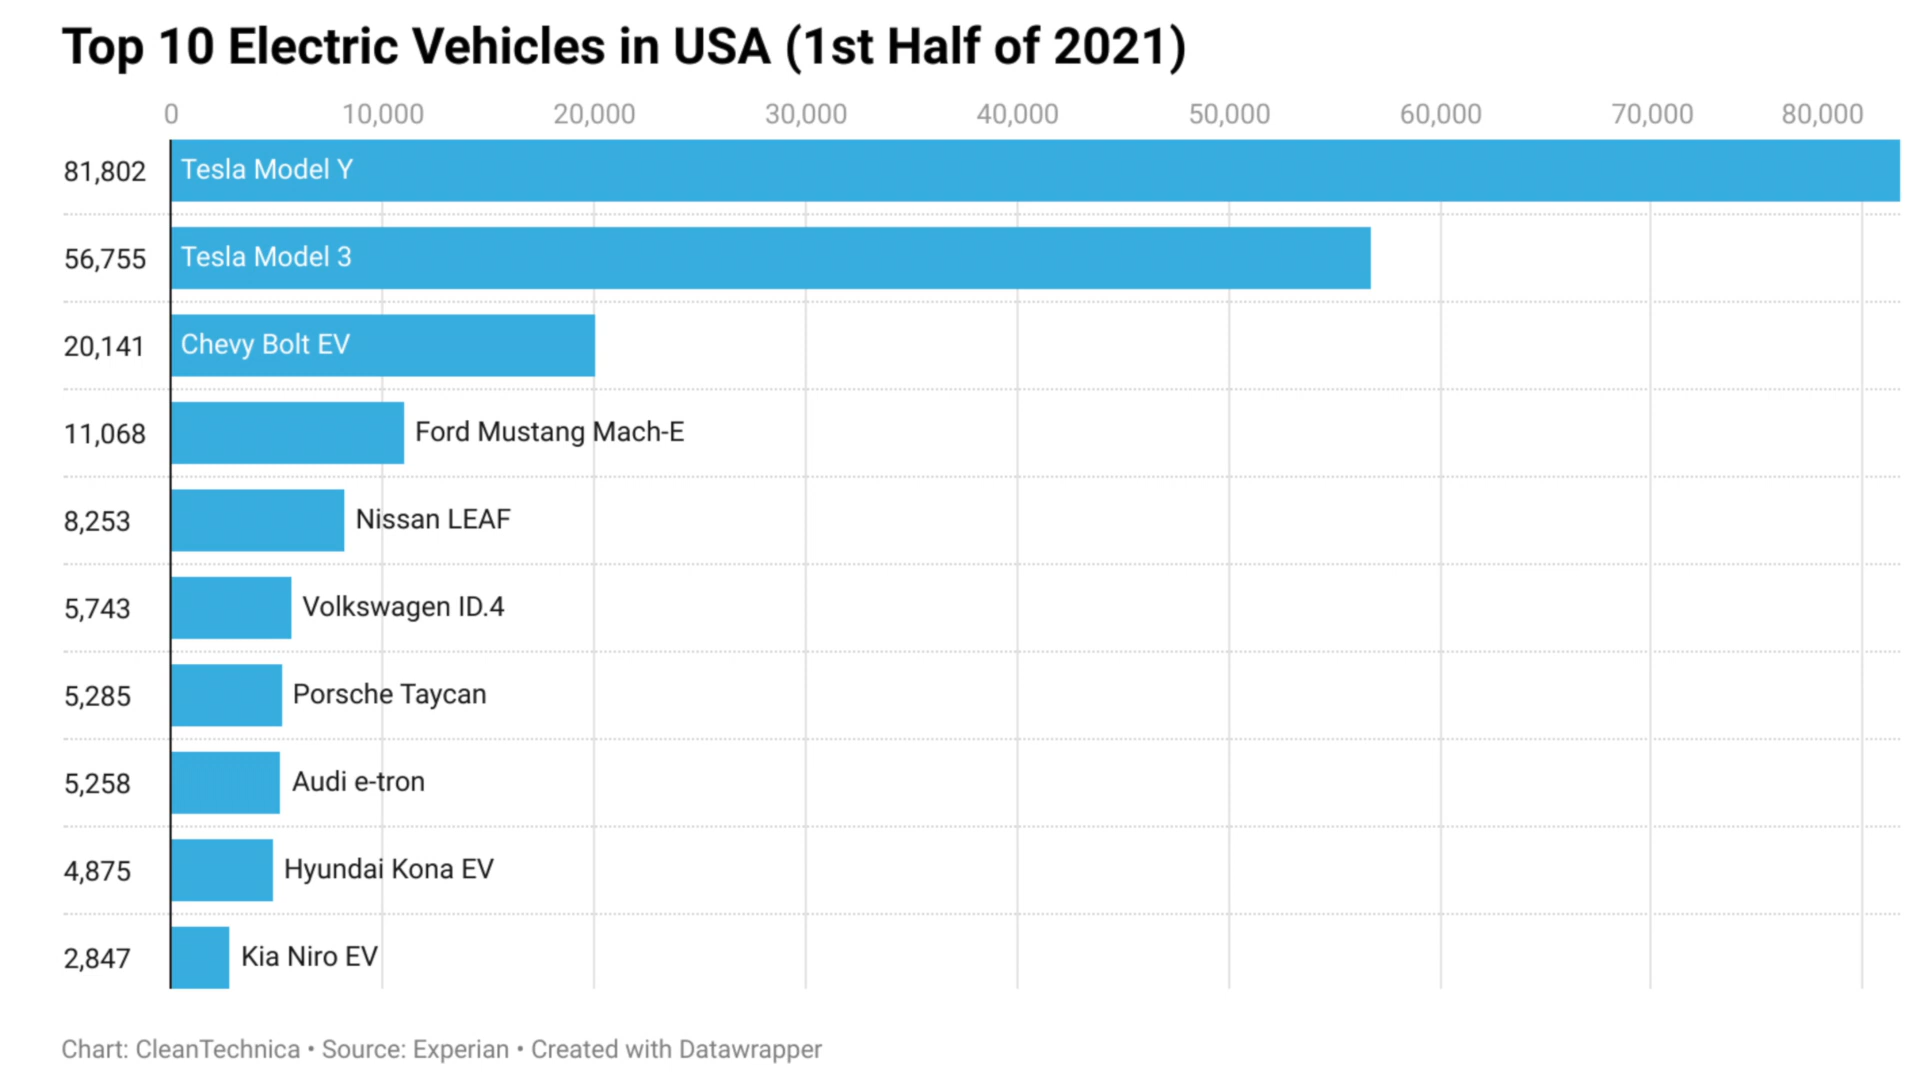 Top 10 Electric Vehicles in USA (1st Half of 2021)
0 10,000 20,000 30,000 40,000 50,000 60,000 70,000 80,000
81,802 Tesla Model Y
56,755 Tesla Model 3
20,141 Chevy Bolt EV
11,068 Ford Mustang Mach-E
8,253 Nissan LEAF
5,743 Volkswagen ID.4
5,285 Porsche Taycan
5,258 Audi e-tron
4,875 Hyundai Kona EV
2,847 Kia Niro EV
Chart: CleanTechnica • Source: Experian • Created with Datawrapper